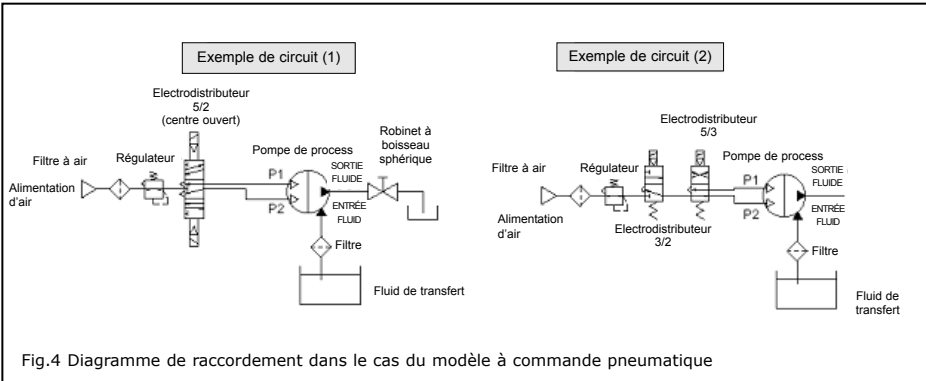 Exemple de circuit (1)
Electrodistributeur
5/2
(centre ouvert)
Filtre à air
Régulateur
Pompe de process
Robinet à
boisseau
sphérique
Alimentation
d'air
P1
P2
SORTIE
FLUIDE
ENTRÉE
FLUID
Filtre
Fluid de transfert
Exemple de circuit (2)
Electrodistributeur
5/3
Filtre à air
Régulateur
Pompe de process
Alimentation
d'air
Electrodistributeur
3/2
P1
P2
SORTIE
FLUIDE
ENTRÉE
FLUID
Filtre
Fluid de
transfert
Fig.4 Diagramme de raccordement dans le cas du modèle à commande pneumatique